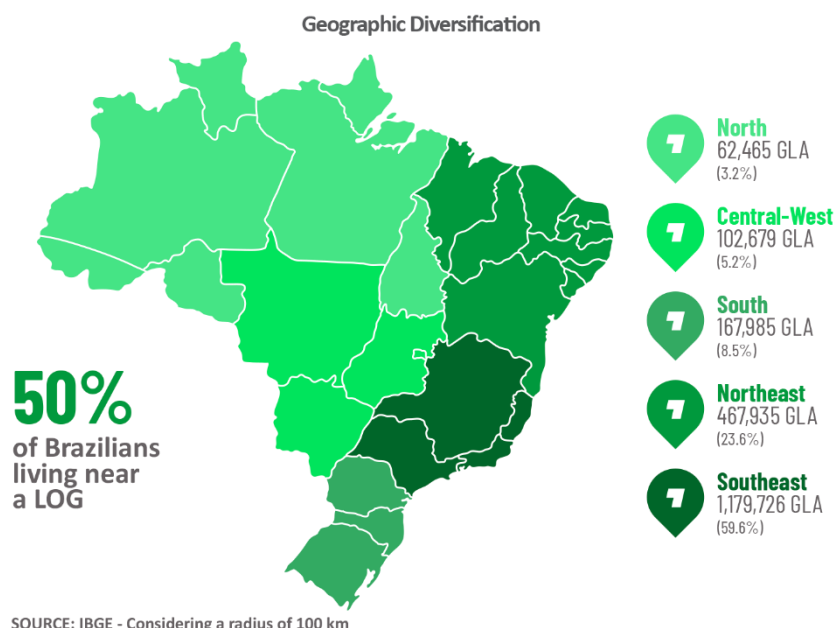 Geographic Diversification
North
62,465 GLA
(3.2%)
Central-West
102,679 GLA
(5.2%)
South
167,985 GLA
(8.5%)
Northeast
467,935 GLA
(23.6%)
Southeast
1,179,726 GLA
(59.6%)
50%
of Brazilians
living near
a LOG
SOURCE: IBGE - Considering a radius of 100 km